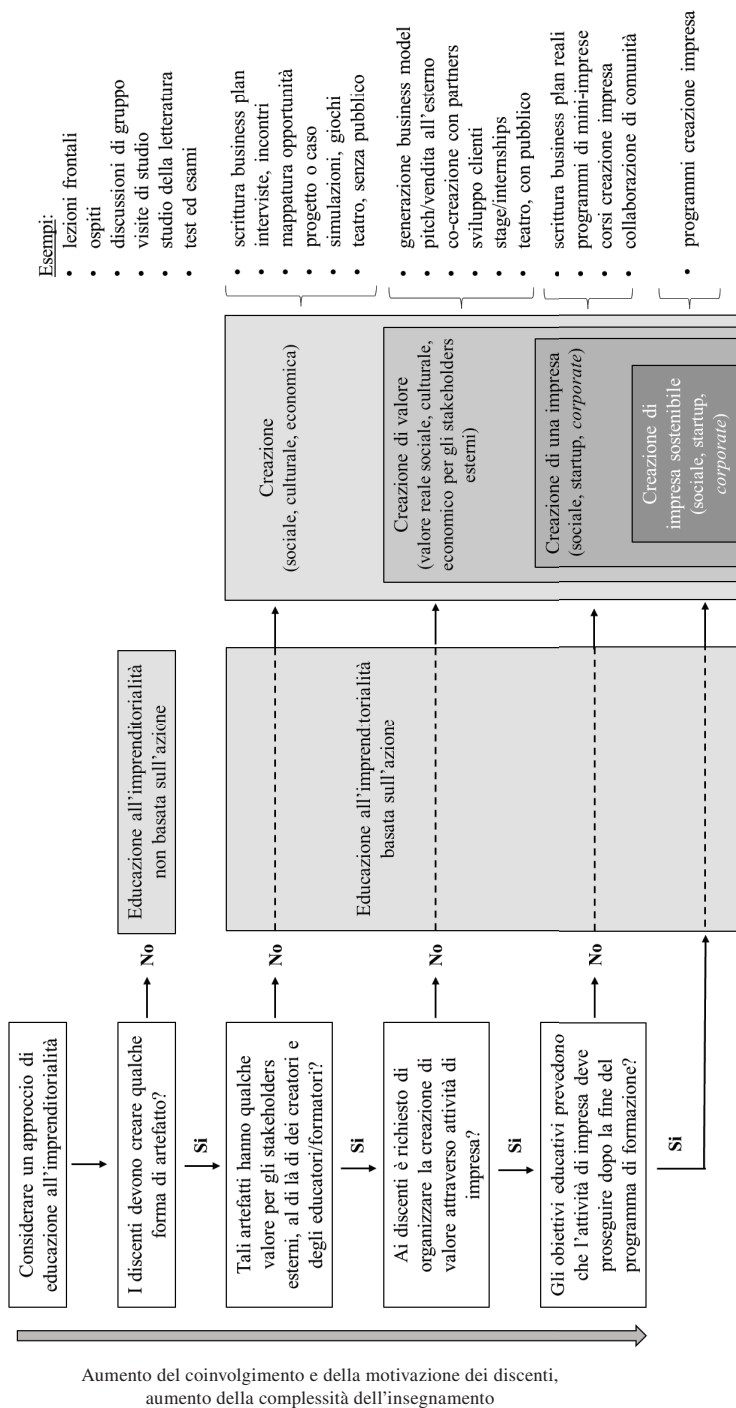 Considerare un approccio di
educazione all'imprenditorialità
I discenti devono creare qualche
forma di artefatto?
No
Educazione all'imprenditorialità
non basata sull'azione
Si
Tali artefatti hanno qualche
valore per gli stakeholders
esterni, al di là di dei creatori e
degli educatori/formatori?
No
Si
Ai discenti è richiesto di
organizzare la creazione di
valore attraverso attività di
impresa?
No
Si
Gli obiettivi educativi prevedono
che l'attività di impresa deve
proseguire dopo la fine del
programma di formazione?
No
Si
Educazione all'imprenditorialità
basata sull'azione
Creazione
(sociale, culturale, economica)
Creazione di valore
(valore reale sociale, culturale,
economico per gli stakeholders
esterni)
Creazione di una impresa
(sociale, startup, corporate)
Creazione di
impresa sostenibile
(sociale, startup,
corporate)
Esempi:
• lezioni frontali
• ospiti
• discussioni di gruppo
• visite di studio
• studio della letteratura
• test ed esami
• scrittura business plan
• interviste, incontri
• mappatura opportunità
• progetto o caso
• simulazioni, giochi
• teatro, senza pubblico
• generazione business model
• pitch/vendita all'esterno
• co-creazione con partners
• sviluppo clienti
• stage/internships
• teatro, con pubblico
• scrittura business plan reali
• programmi di mini-imprese
• corsi creazione impresa
• collaborazione di comunità
• programmi creazione impresa
Aumento del coinvolgimento e della motivazione dei discenti,
aumento della complessità dell'insegnamento